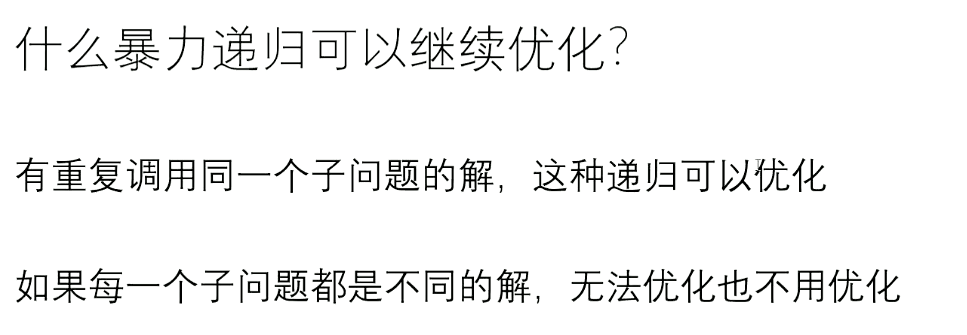 什么暴力递归可以继续优化？
有重复调用同一个子问题的解，这种递归可以优化
如果每一个子问题都是不同的解，无法优化也不用优化